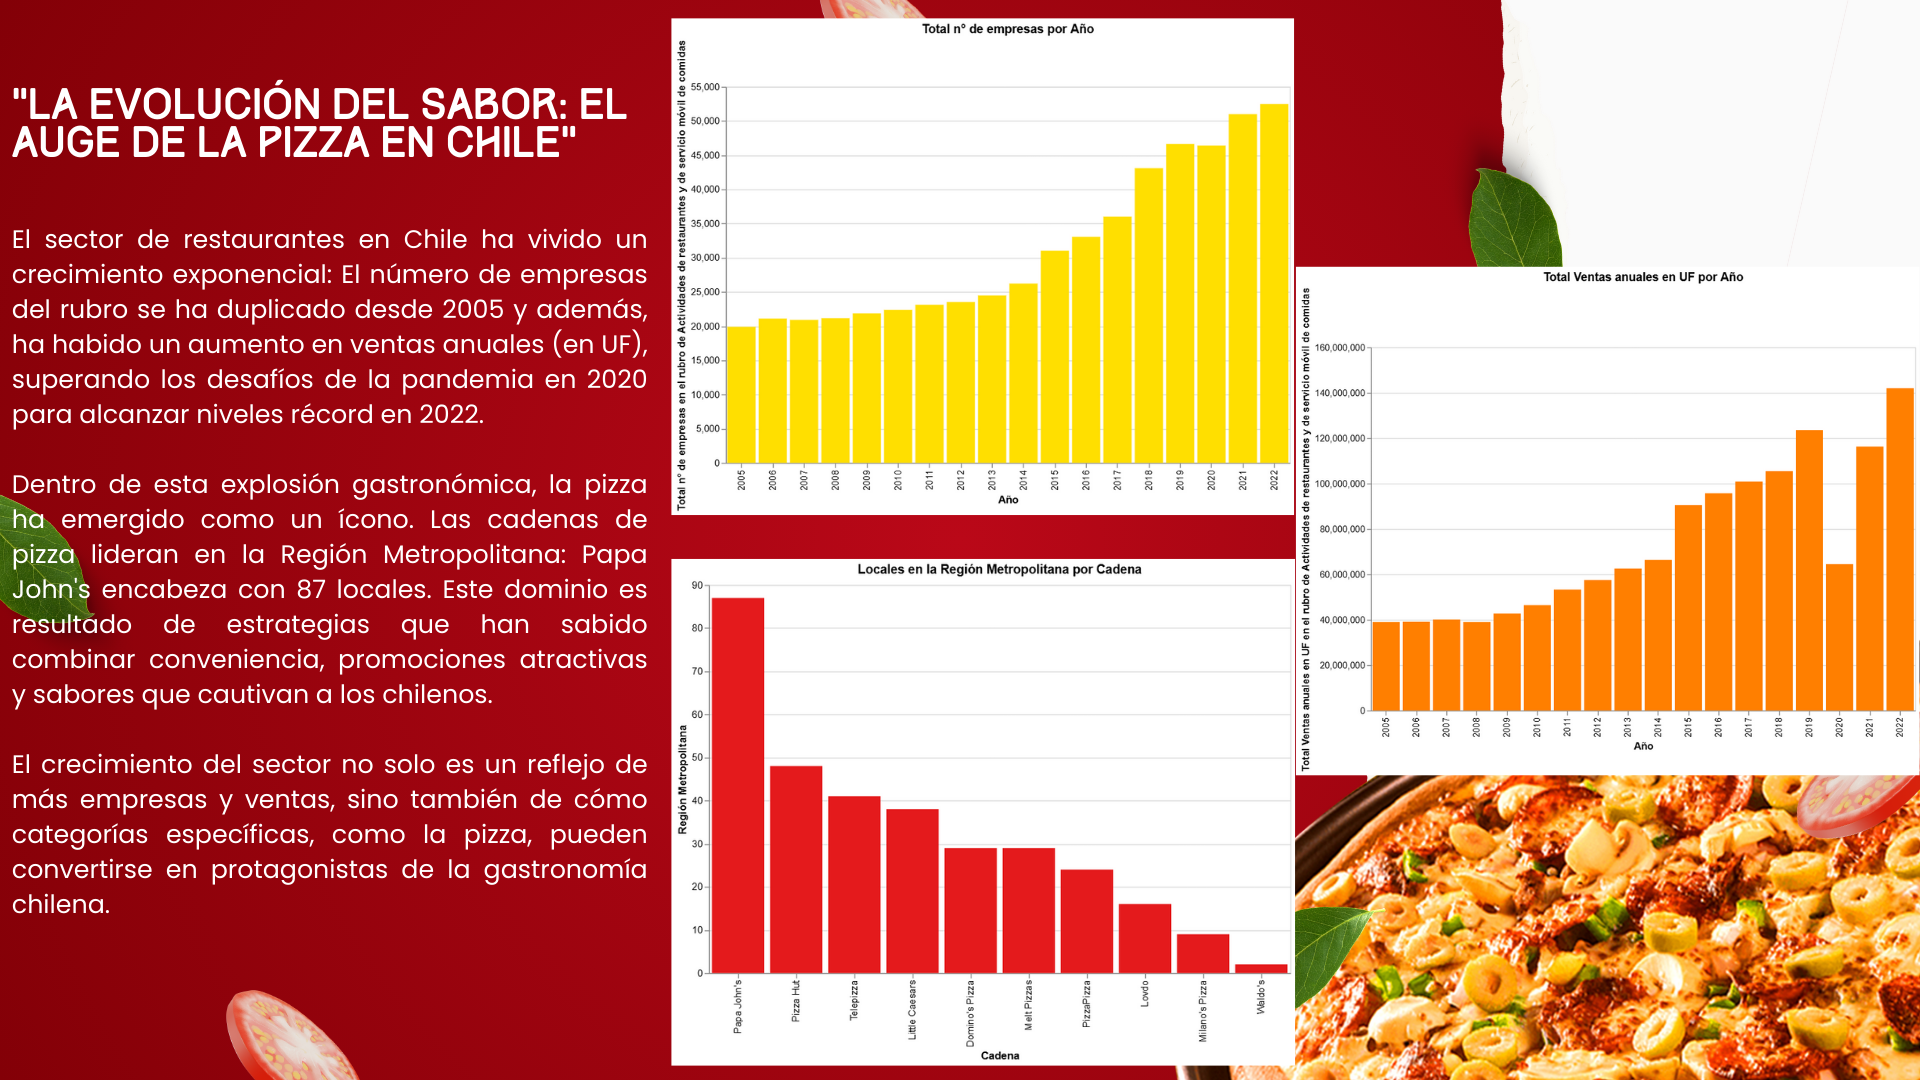 "LA EVOLUCIÓN DEL SABOR: EL
AUGE DE LA PIZZA EN CHILE"
El sector de restaurantes en Chile ha vivido un
crecimiento exponencial: El número de empresas
del rubro se ha duplicado desde 2005 y además,
ha habido un aumento en ventas anuales (en UF),
superando los desafíos de la pandemia en 2020
para alcanzar niveles récord en 2022.
Dentro de esta explosión gastronómica, la pizza
ha emergido como un ícono. Las cadenas de
pizza lideran en la Región Metropolitana: Papa
John's encabeza con 87 locales. Este dominio es
resultado de estrategias que han sabido
combinar conveniencia, promociones atractivas
y sabores que cautivan a los chilenos.
El crecimiento del sector no solo es un reflejo de
más empresas y ventas, sino también de cómo
categorías específicas, como la pizza, pueden
convertirse en protagonistas de la gastronomía
chilena.
Total n° de empresas por Año
Total n° de empresas en el rubro de Actividades de restaurantes y de servicio móvil de comidas
55,000
50,000
45,000
40,000
35,000
30,000
25,000
20,000
15,000
10,000
5,000
0
2005
2006
2007
2008
2009
2010
2011
2012
2013
2014
2015
2016
2017
2018
2019
2020
2021
2022
Año
Locales en la Región Metropolitana por Cadena
Región Metropolitana
90
80
70
60
50
40
30
20
10
0
Papa John's
Pizza Hut
Telepizza
Little Caesars
Domino's Pizza
Melt Pizzas
PizzaPizza
Lovdo
Milano's Pizza
Waldo's
Cadena
Total Ventas anuales en UF por Año
Total Ventas anuales en UF en el rubro de Actividades de restaurantes y de servicio móvil de comidas
160,000,000
140,000,000
120,000,000
100,000,000
80,000,000
60,000,000
40,000,000
20,000,000
0
2005
2006
2007
2008
2009
2010
2011
2012
2013
2014
2015
2016
2017
2018
2019
2020
2021
2022
Año